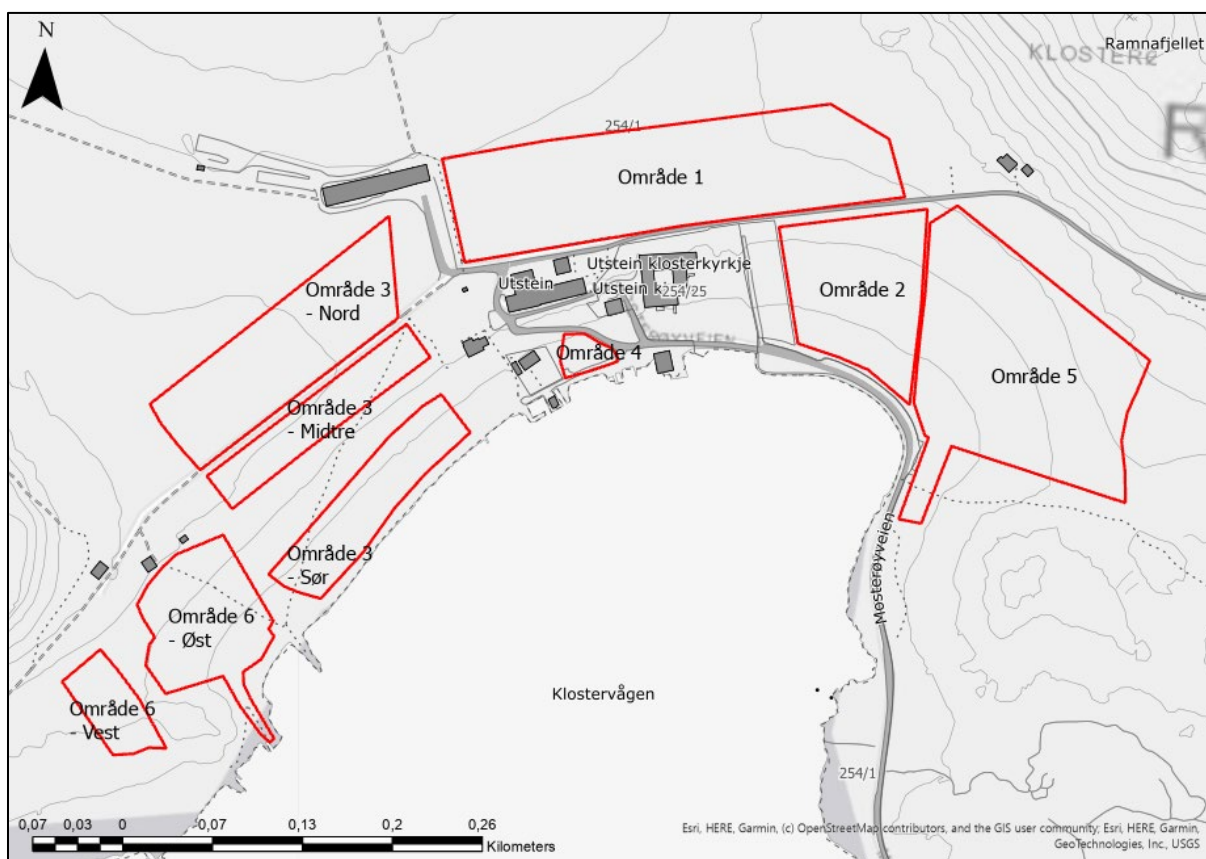 N
Ramnafjellet
KLOSTER
R
254/1
Område 1
Utstein klosterkyrkje
Utstein
Utstein k
254/25
Område 2
Område 3
- Nord
Område 4
Område 5
Område 3
- Midtre
Område 3
- Sør
Mosterøyveien
Område 6
- Øst
Klostervågen
Område 6
- Vest
254/1
0,07 0,03 0 0,07 0,13 0,2 0,26
Kilometers
Esri, HERE, Garmin, (c) OpenStreetMap contributors, and the GIS user community, Esri, HERE, Garmin,
GeoTechnologies, Inc., USGS